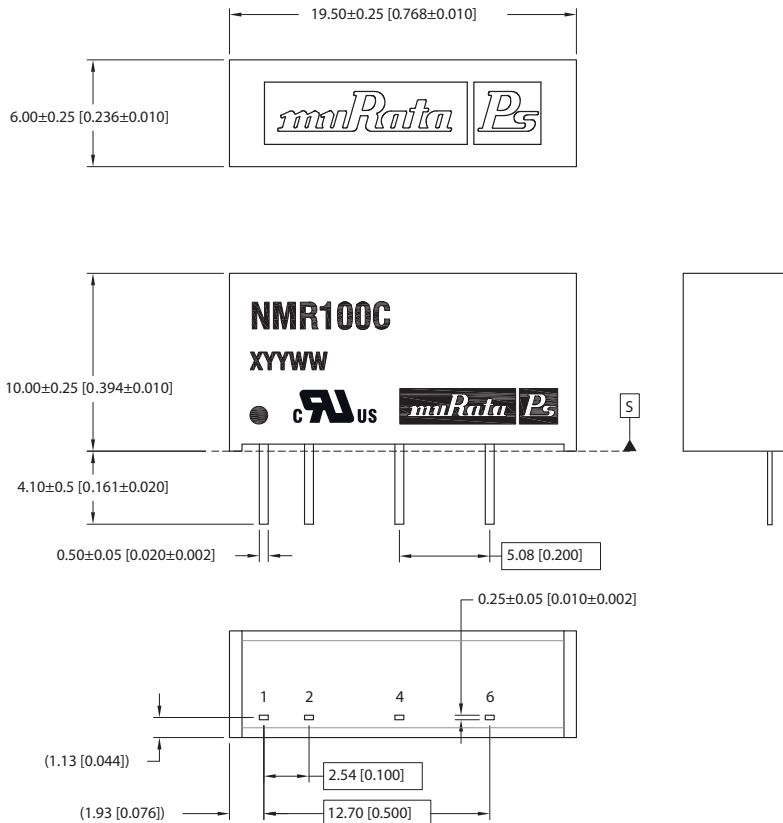 19.50±0.25 [0.768±0.010]
6.00±0.25 [0.236±0.010]
muRata Ps
NMR100C
XYYWW
10.00±0.25 [0.394±0.010]
c RU US muRata Ps
S
4.10±0.5 [0.161±0.020]
0.50±0.05 [0.020±0.002]
5.08 [0.200]
0.25±0.05 [0.010±0.002]
1 2 4 6
(1.13 [0.044])
2.54 [0.100]
(1.93 [0.076])
12.70 [0.500]